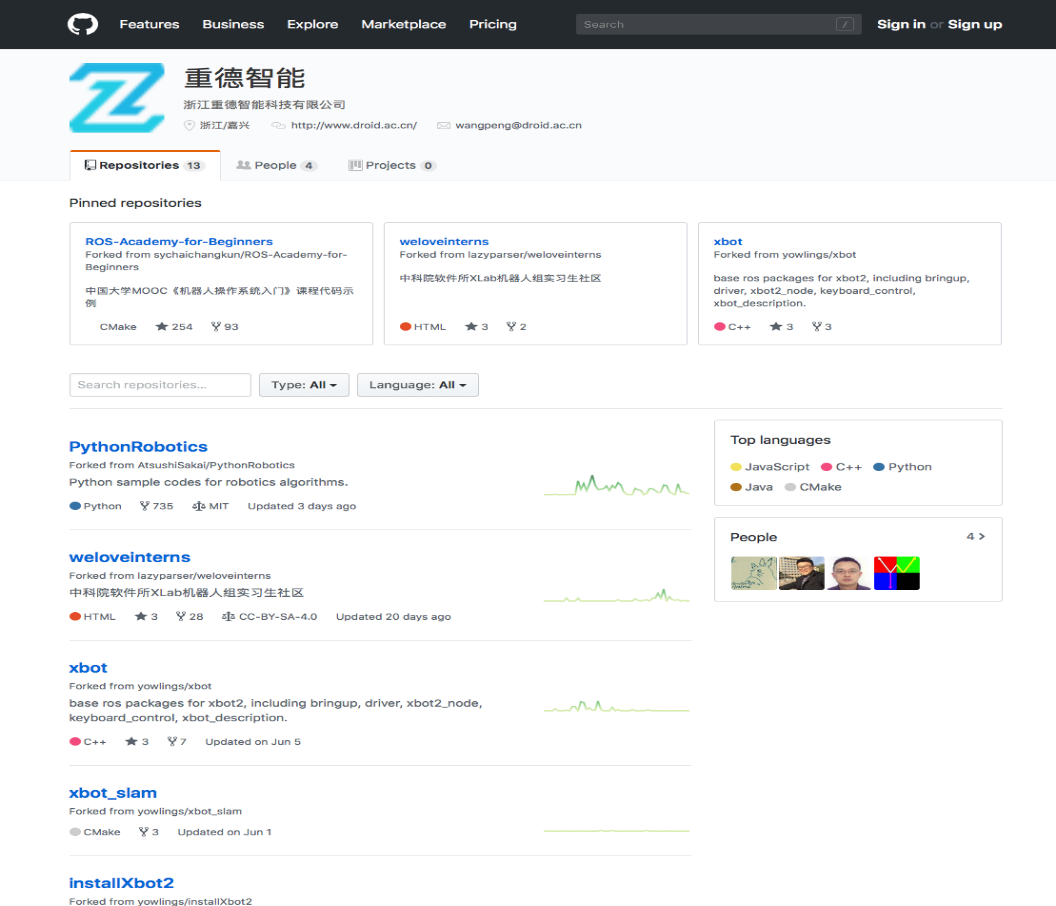 Features Business Explore Marketplace Pricing Search / Sign in or Sign up
重德智能
浙江重德智能科技有限公司
浙江/嘉兴 http://www.droid.ac.cn/ wangpeng@droid.ac.cn
Repositories 13 People 4 Projects 0
Pinned repositories
ROS-Academy-for-Beginners
Forked from sychaichangkun/ROS-Academy-for-
Beginners
中国大学MOOC《机器人操作系统入门》课程代码示
例
CMake 254 93
weloveinterns
Forked from lazyparser/weloveinterns
中科院软件所XLab机器人组实习生社区
HTML 3 2
xbot
Forked from yowlings/xbot
base ros packages for xbot2, including bringup,
driver, xbot2_node, keyboard_control,
xbot_description.
C++ 3 3
Search repositories... Type: All Language: All
PythonRobotics
Forked from AtsushiSakai/PythonRobotics
Python sample codes for robotics algorithms.
Python 735 MIT Updated 3 days ago
weloveinterns
Forked from lazyparser/weloveinterns
中科院软件所XLab机器人组实习生社区
HTML 3 28 CC-BY-SA-4.0 Updated 20 days ago
xbot
Forked from yowlings/xbot
base ros packages for xbot2, including bringup, driver, xbot2_node,
keyboard_control, xbot_description.
C++ 3 7 Updated on Jun 5
xbot_slam
Forked from yowlings/xbot_slam
CMake 3 Updated on Jun 1
installXbot2
Forked from yowlings/installXbot2
Top languages
JavaScript C++ Python
Java CMake
People 4